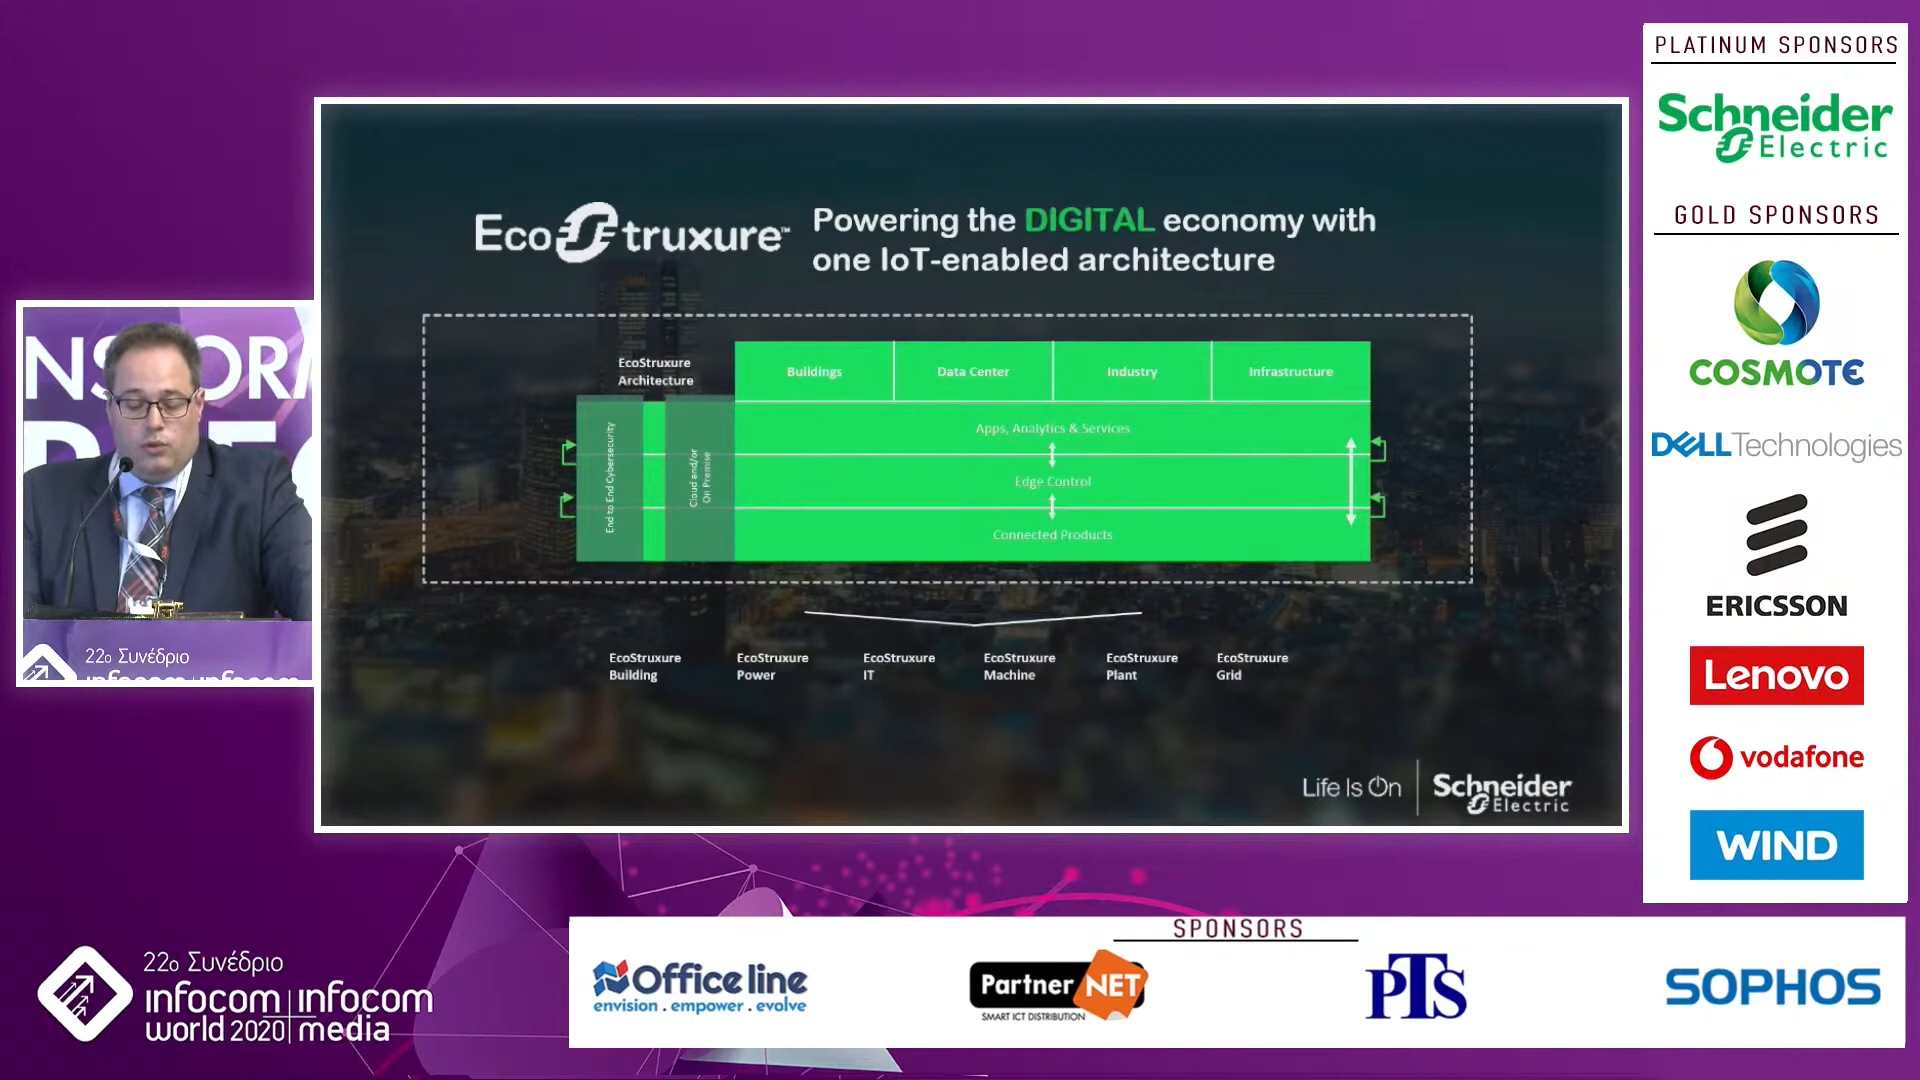 PLATINUM SPONSORS
Schneider
Electric
GOLD SPONSORS
COSMOTE
DELL Technologies
ERICSSON
Lenovo
vodafone
WIND
EcoStruxure™
Powering the DIGITAL economy with
one IoT-enabled architecture
EcoStruxure
Architecture
Buildings
Data Center
Industry
Infrastructure
End to End Cybersecurity
Cloud and/or
On Premise
Apps, Analytics & Services
Edge Control
Connected Products
EcoStruxure
Building
EcoStruxure
Power
EcoStruxure
IT
EcoStruxure
Machine
EcoStruxure
Plant
EcoStruxure
Grid
Life Is On
Schneider
Electric
NSFORM
22ο Συνέδριο
infocom infocom
22ο Συνέδριο
infocom infocom
world 2020 media
SPONSORS
Office line
envision . empower . evolve
Partner NET
SMART ICT DISTRIBUTION
PTS
SOPHOS